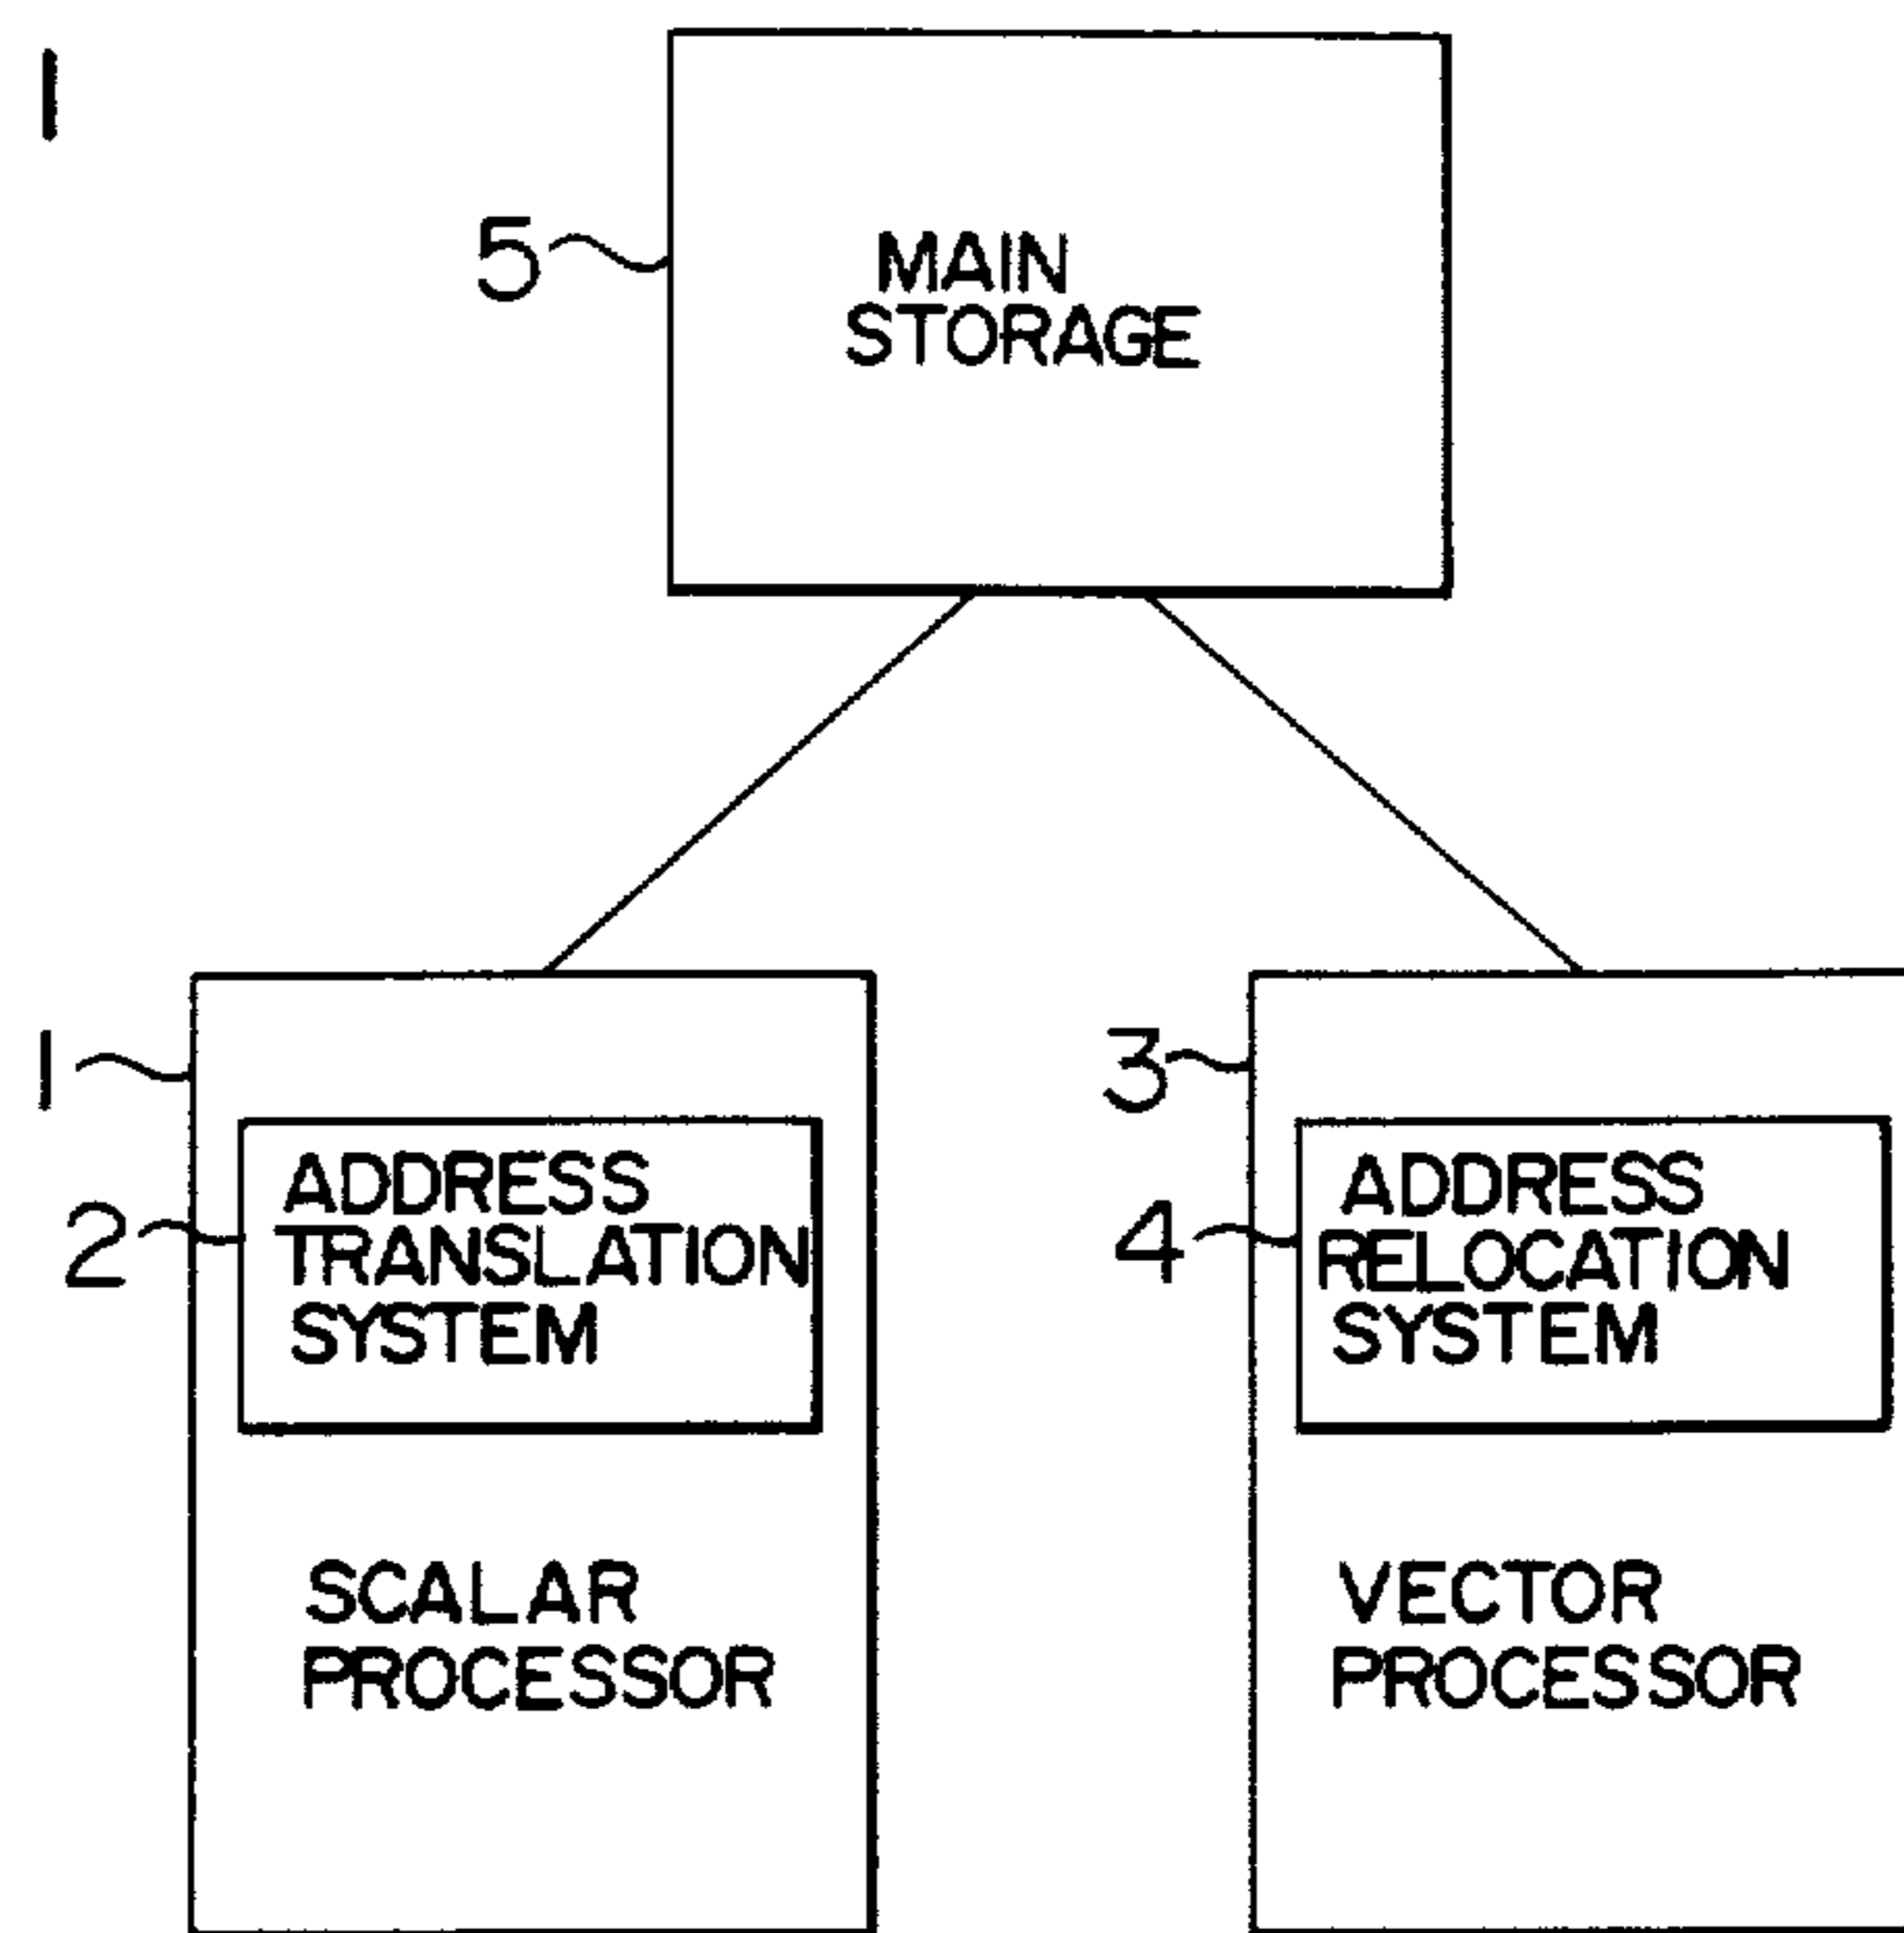 1
5
MAIN
STORAGE
1
3
2
ADDRESS
TRANSLATION
SYSTEM
4
ADDRESS
RELOCATION
SYSTEM
SCALAR
PROCESSOR
VECTOR
PROCESSOR